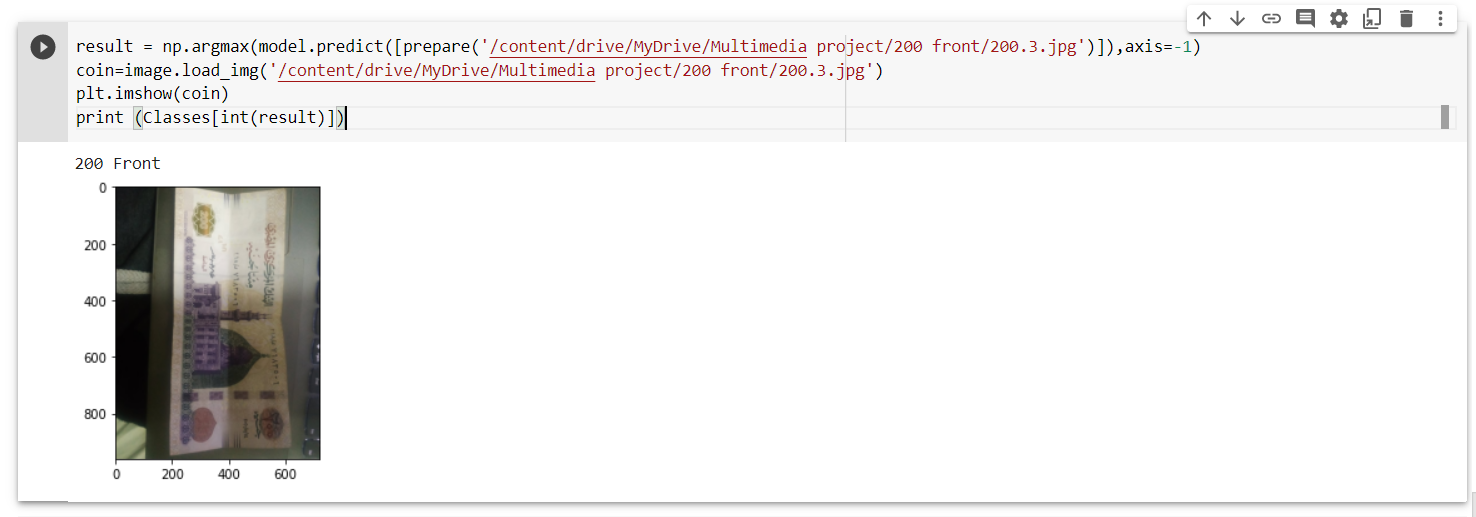 result = np.argmax(model.predict([prepare('/content/drive/MyDrive/Multimedia project/200 front/200.3.jpg')]),axis=-1)
coin=image.load_img('/content/drive/MyDrive/Multimedia project/200 front/200.3.jpg')
plt.imshow(coin)
print (Classes[int(result)])
200 Front
0
200
400
600
800
0 200 400 600